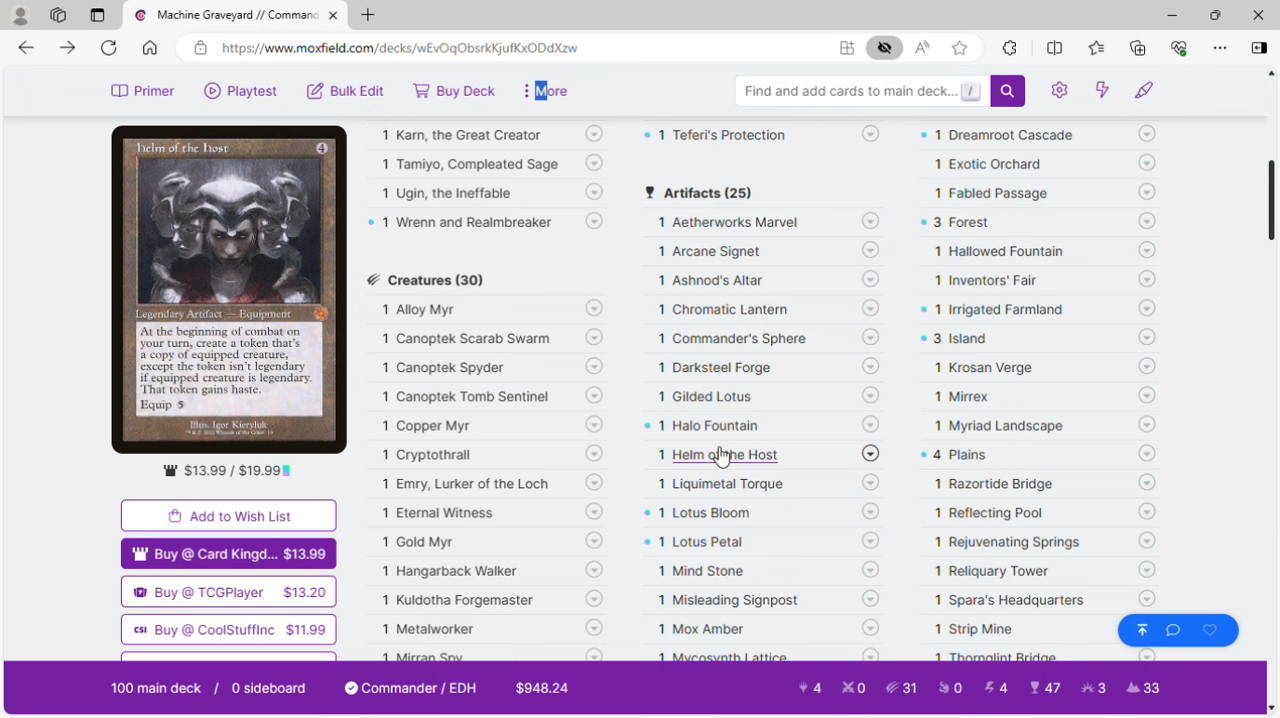 Machine Graveyard // Command
https://www.moxfield.com/decks/wEvOqObsrkKjufKxODdXzw
Primer
Playtest
Bulk Edit
Buy Deck
More
Find and add cards to main deck... /
Helm of the Host 4
Legendary Artifact — Equipment
At the beginning of combat on
your turn, create a token that's
a copy of equipped creature,
except the token isn't legendary
if equipped creature is legendary.
That token gains haste.
Equip 5
Illus. Igor Kieryluk
$13.99 / $19.99
Add to Wish List
Buy @ Card Kingd... $13.99
Buy @ TCGPlayer $13.20
CSI Buy @ CoolStuffInc $11.99
1 Karn, the Great Creator
1 Tamiyo, Compleated Sage
1 Ugin, the Ineffable
1 Wrenn and Realmbreaker
Creatures (30)
1 Alloy Myr
1 Canoptek Scarab Swarm
1 Canoptek Spyder
1 Canoptek Tomb Sentinel
1 Copper Myr
1 Cryptothrall
1 Emry, Lurker of the Loch
1 Eternal Witness
1 Gold Myr
1 Hangarback Walker
1 Kuldotha Forgemaster
1 Metalworker
1 Mirran Spy
1 Teferi's Protection
Artifacts (25)
1 Aetherworks Marvel
1 Arcane Signet
1 Ashnod's Altar
1 Chromatic Lantern
1 Commander's Sphere
1 Darksteel Forge
1 Gilded Lotus
1 Halo Fountain
1 Helm of the Host
1 Liquimetal Torque
1 Lotus Bloom
1 Lotus Petal
1 Mind Stone
1 Misleading Signpost
1 Mox Amber
1 Mycosynth Lattice
1 Dreamroot Cascade
1 Exotic Orchard
1 Fabled Passage
3 Forest
1 Hallowed Fountain
1 Inventors' Fair
1 Irrigated Farmland
3 Island
1 Krosan Verge
1 Mirrex
1 Myriad Landscape
4 Plains
1 Razortide Bridge
1 Reflecting Pool
1 Rejuvenating Springs
1 Reliquary Tower
1 Spara's Headquarters
1 Strip Mine
1 Thornglint Bridge
100 main deck / 0 sideboard
Commander / EDH
$948.24
4 0 31 0 4 47 3 33